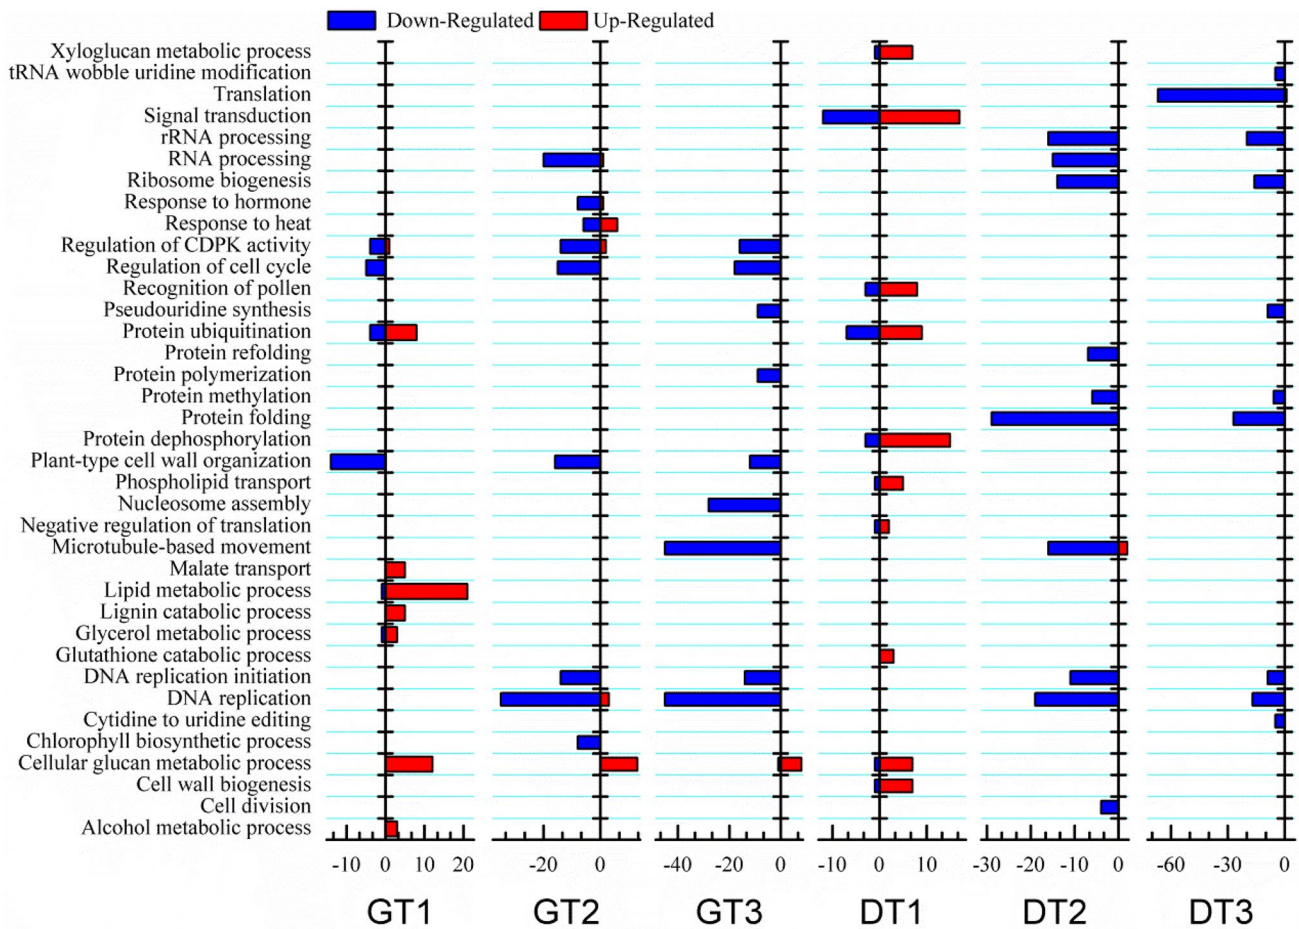 Down-Regulated Up-Regulated
Xyloglucan metabolic process
tRNA wobble uridine modification
Translation
Signal transduction
rRNA processing
RNA processing
Ribosome biogenesis
Response to hormone
Response to heat
Regulation of CDPK activity
Regulation of cell cycle
Recognition of pollen
Pseudouridine synthesis
Protein ubiquitination
Protein refolding
Protein polymerization
Protein methylation
Protein folding
Protein dephosphorylation
Plant-type cell wall organization
Phospholipid transport
Nucleosome assembly
Negative regulation of translation
Microtubule-based movement
Malate transport
Lipid metabolic process
Lignin catabolic process
Glycerol metabolic process
Glutathione catabolic process
DNA replication initiation
DNA replication
Cytidine to uridine editing
Chlorophyll biosynthetic process
Cellular glucan metabolic process
Cell wall biogenesis
Cell division
Alcohol metabolic process
-10 0 10 20 -20 0 -40 -20 0 -10 0 10 -30 -20 -10 0 -60 -30 0
GT1 GT2 GT3 DT1 DT2 DT3